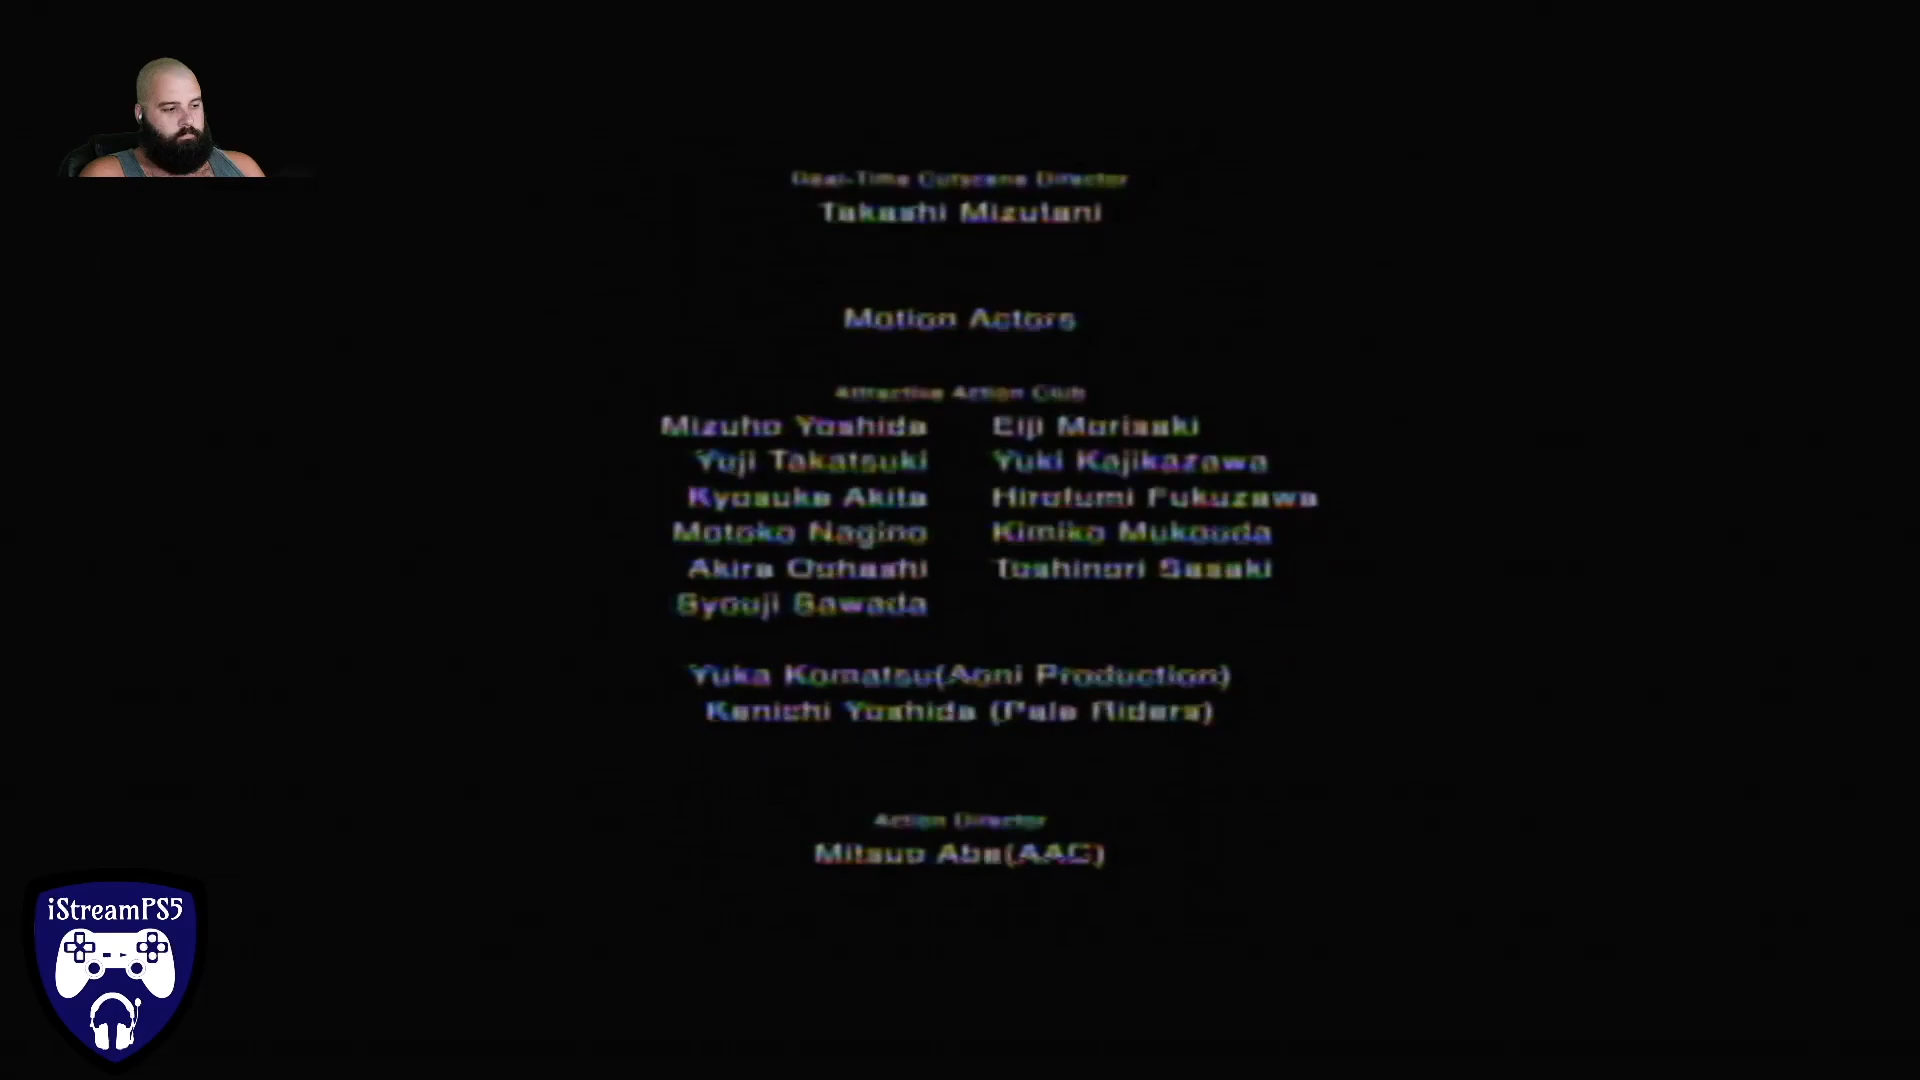 Real-Time Cutscene Director
Takashi Mizutani
Motion Actors
Attractive Action Club
Mizuho Yoshida Eiji Morisaki
Yuji Takatsuki Yuki Kajikazawa
Kyosuke Akita Hirofumi Fukuzawa
Motoko Nagino Kimiko Mukouda
Akira Oohashi Toshinori Sasaki
Syouji Sawada
Yuka Komatsu(Aoni Production)
Kenichi Yoshida (Pale Riders)
Action Director
Mitsuo Abe(AAC)
iStreamPS5